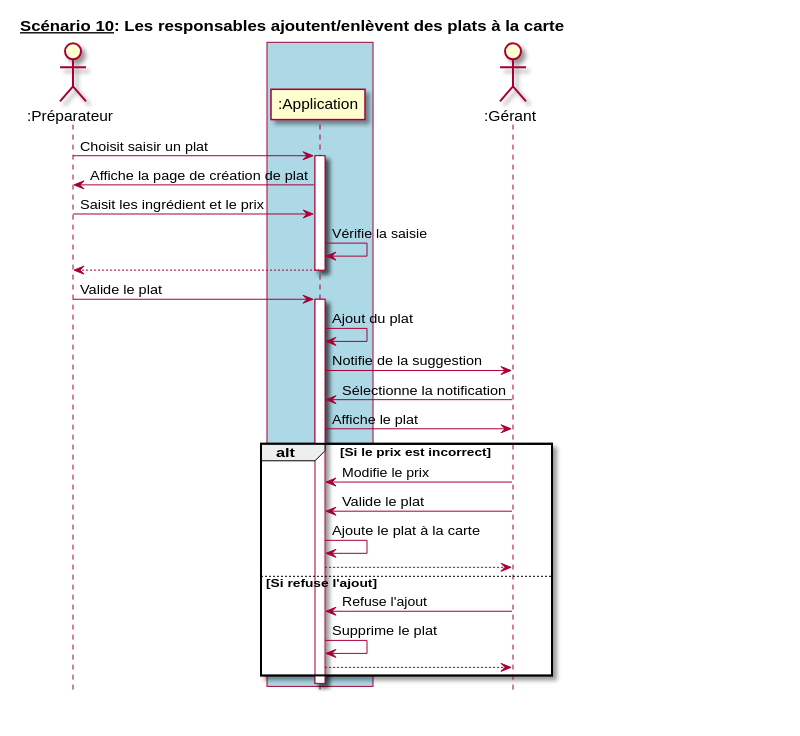 Scénario 10: Les responsables ajoutent/enlèvent des plats à la carte
:Préparateur
:Application
:Gérant
Choisit saisir un plat
Affiche la page de création de plat
Saisit les ingrédient et le prix
Vérifie la saisie
Valide le plat
Ajout du plat
Notifie de la suggestion
Sélectionne la notification
Affiche le plat
alt
[Si le prix est incorrect]
Modifie le prix
Valide le plat
Ajoute le plat à la carte
[Si refuse l'ajout]
Refuse l'ajout
Supprime le plat